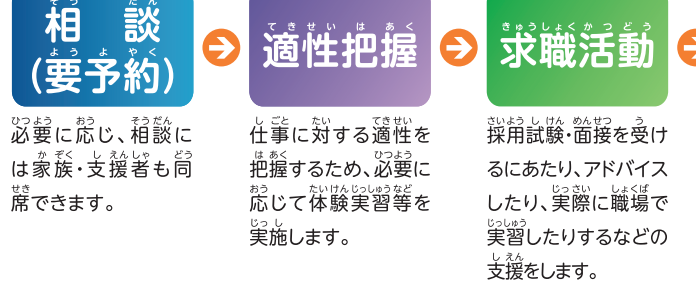 相談
(要予約)
必要に応じ、相談に
は家族・支援者も同
席できます。
適性把握
仕事に対する適性を
把握するため、必要に
応じて体験実習等を
実施します。
求職活動
採用試験・面接を受け
るにあたり、アドバイス
したり、実際に職場で
実習したりするなどの
支援をします。